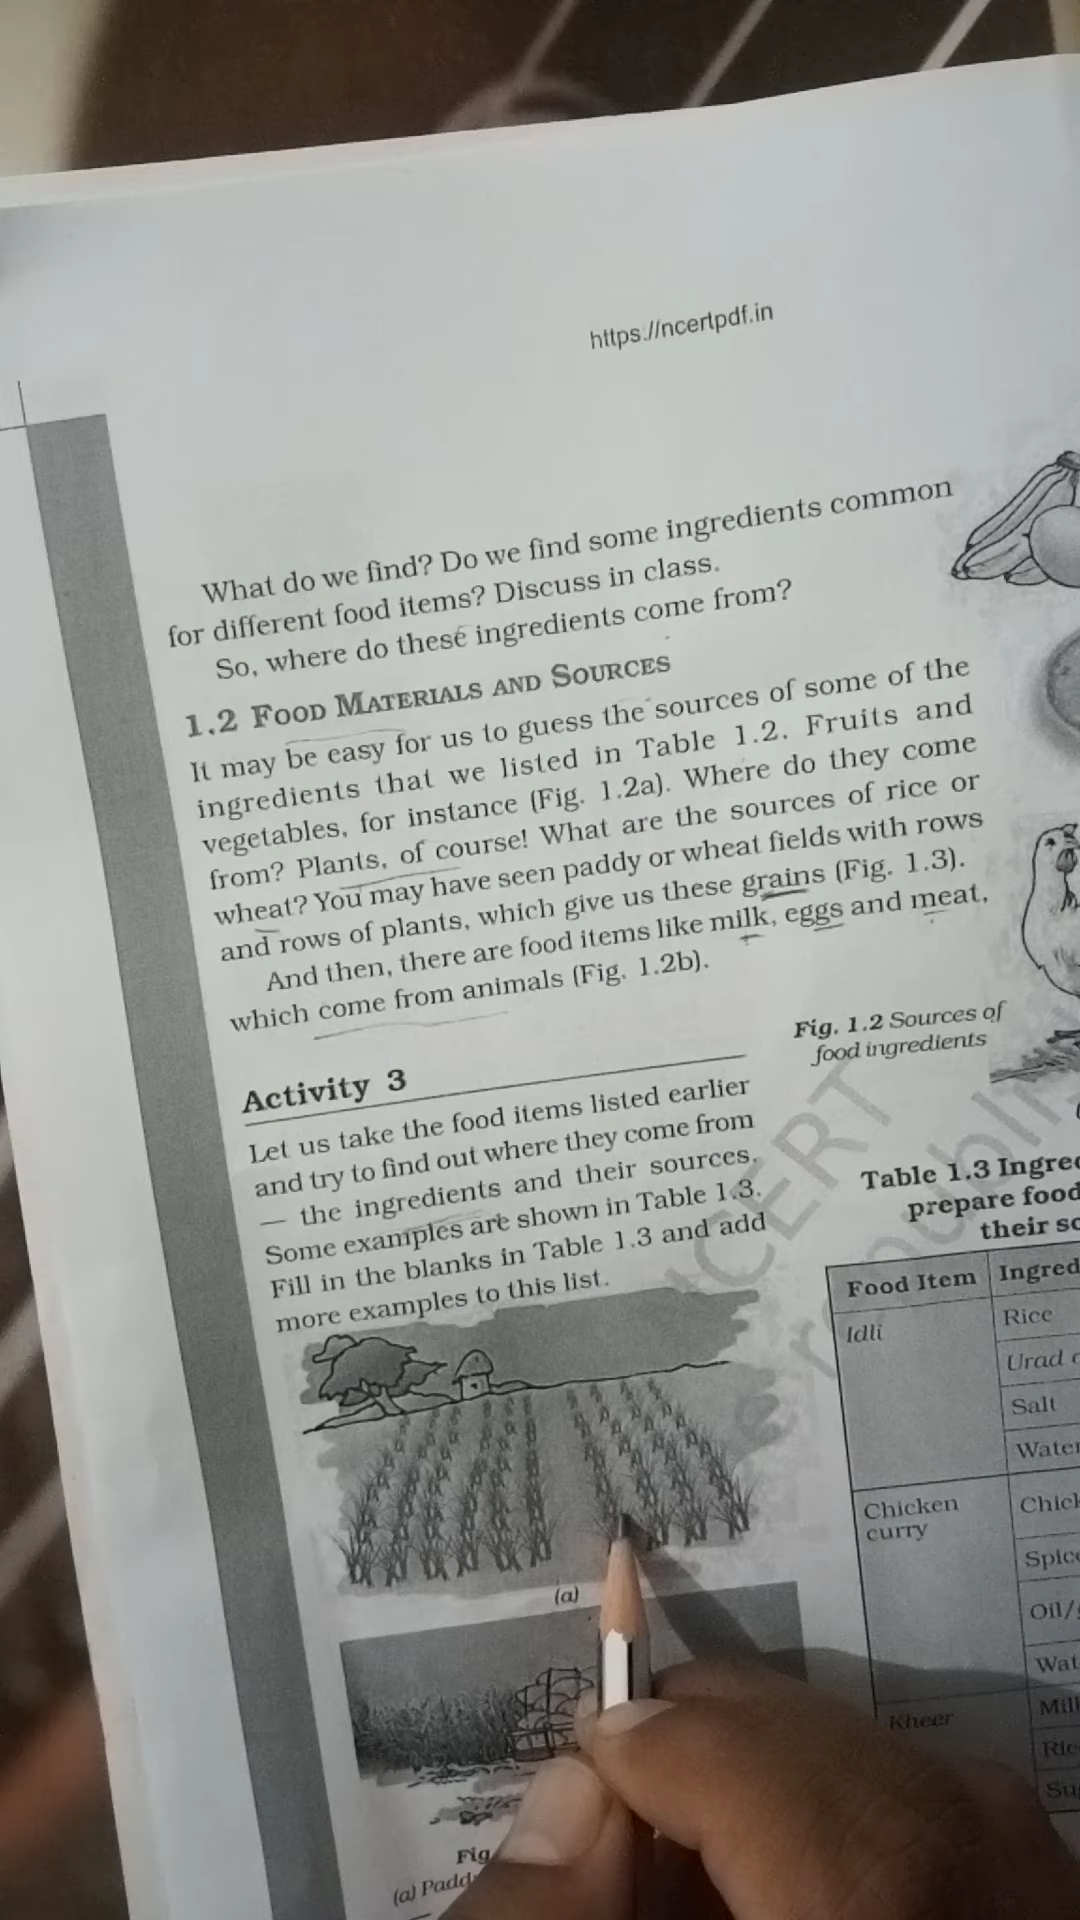 https://ncertpdf.in
What do we find? Do we find some ingredients common
for different food items? Discuss in class.
So, where do these ingredients come from?
1.2 FOOD MATERIALS AND SOURCES
It may be easy for us to guess the sources of some of the
ingredients that we listed in Table 1.2. Fruits and
vegetables, for instance (Fig. 1.2a). Where do they come
from? Plants, of course! What are the sources of rice or
wheat? You may have seen paddy or wheat fields with rows
and rows of plants, which give us these grains (Fig. 1.3).
And then, there are food items like milk, eggs and meat,
which come from animals (Fig. 1.2b).
Fig. 1.2 Sources of
food ingredients
Activity 3
Let us take the food items listed earlier
and try to find out where they come from
— the ingredients and their sources.
Some examples are shown in Table 1.3.
Fill in the blanks in Table 1.3 and add
more examples to this list.
(a)
Fig
(a) Padd
Table 1.3 Ingre
prepare food
their so
Food Item Ingred
Idli Rice
Urad
Salt
Water
Chicken Chick
curry
Spice
Oil/
Wat
Kheer Mil
Ric
Su
NCERT